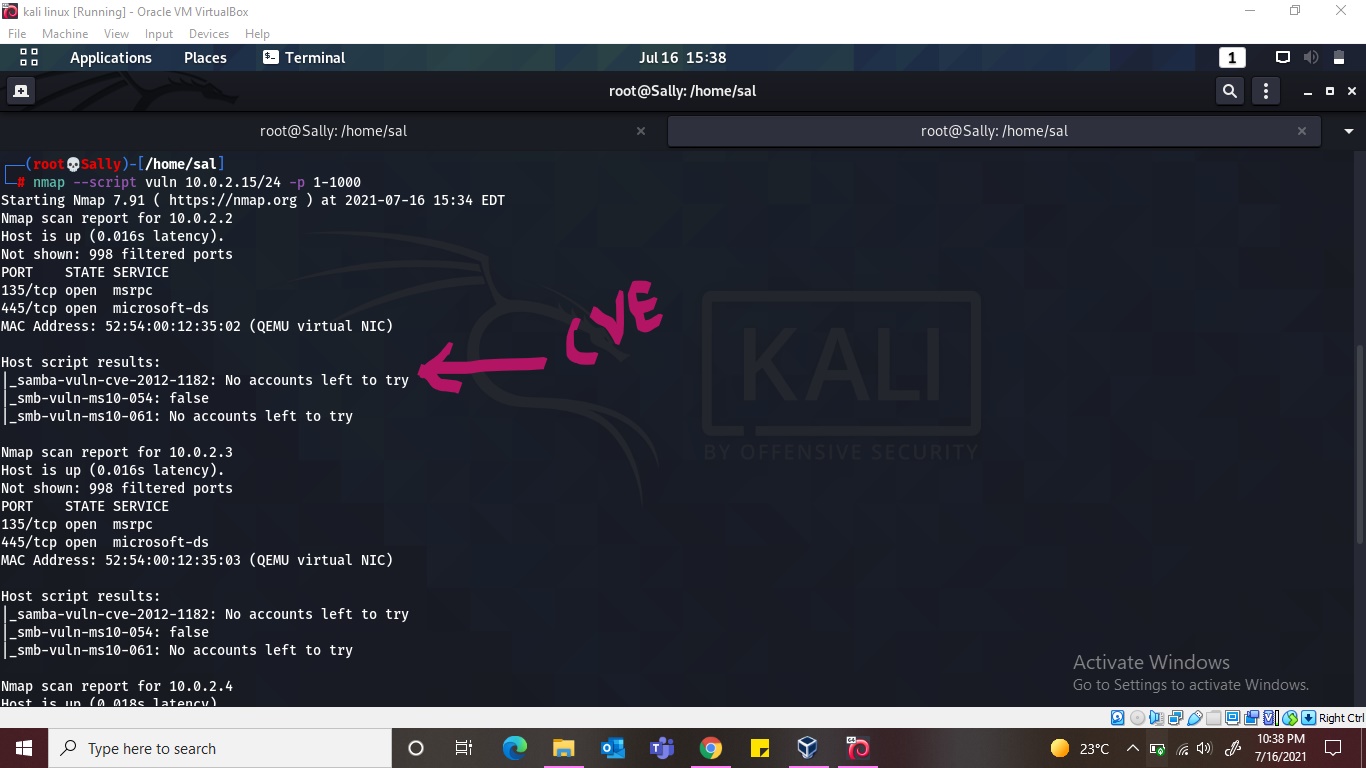 kali linux [Running] - Oracle VM VirtualBox
File Machine View Input Devices Help
Applications Places Terminal Jul 16 15:38 1
root@Sally: /home/sal
root@Sally: /home/sal × root@Sally: /home/sal ×
┌──(root💀Sally)-[/home/sal]
└─# nmap --script vuln 10.0.2.15/24 -p 1-1000
Starting Nmap 7.91 ( https://nmap.org ) at 2021-07-16 15:34 EDT
Nmap scan report for 10.0.2.2
Host is up (0.016s latency).
Not shown: 998 filtered ports
PORT    STATE SERVICE
135/tcp open  msrpc
445/tcp open  microsoft-ds
MAC Address: 52:54:00:12:35:02 (QEMU virtual NIC)
CVE
Host script results:
|_samba-vuln-cve-2012-1182: No accounts left to try
|_smb-vuln-ms10-054: false
|_smb-vuln-ms10-061: No accounts left to try
KALI
BY OFFENSIVE SECURITY
Nmap scan report for 10.0.2.3
Host is up (0.016s latency).
Not shown: 998 filtered ports
PORT    STATE SERVICE
135/tcp open  msrpc
445/tcp open  microsoft-ds
MAC Address: 52:54:00:12:35:03 (QEMU virtual NIC)
Host script results:
|_samba-vuln-cve-2012-1182: No accounts left to try
|_smb-vuln-ms10-054: false
|_smb-vuln-ms10-061: No accounts left to try
Nmap scan report for 10.0.2.4
Host is up (0.018s latency)
Activate Windows
Go to Settings to activate Windows.
Right Ctrl
Type here to search
23°C
10:38 PM
7/16/2021